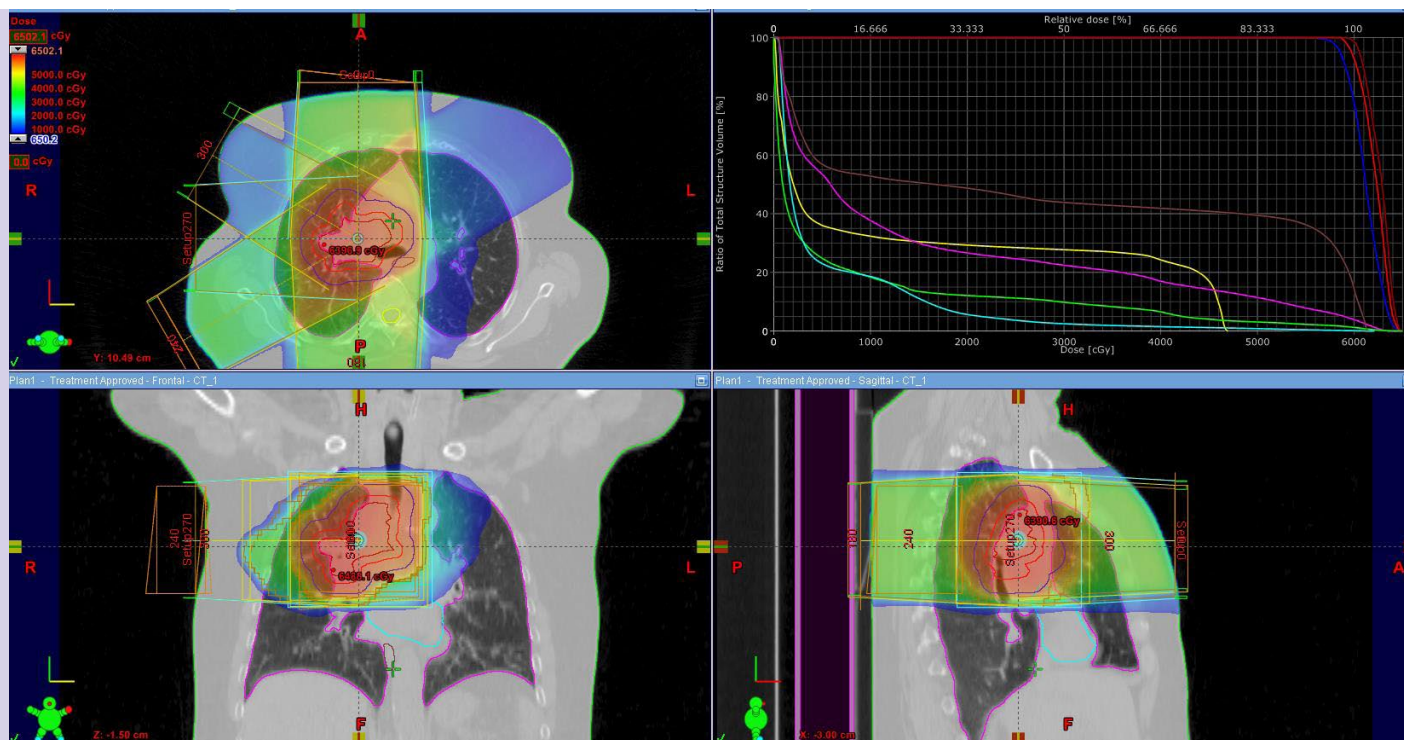 Dose
6502.1 cGy
6502.1
5000.0 cGy
4000.0 cGy
3000.0 cGy
2000.0 cGy
1000.0 cGy
650.2
0.0 cGy
A
Setup0
300
R
L
Setup270
240
P
Y: 10.49 cm
Relative dose [%]
0 16.666 33.333 50 66.666 83.333 100
Ratio of Total Structure Volume [%]
100
80
60
40
20
0
0 1000 2000 3000 4000 5000 6000
Dose [cGy]
Plan1 - Treatment Approved - Frontal - CT_1
H
R
L
240
Setup270
300
F
Z: -1.50 cm
Plan1 - Treatment Approved - Sagittal - CT_1
H
P
A
180
240
Setup270
300
F
X: -3.00 cm